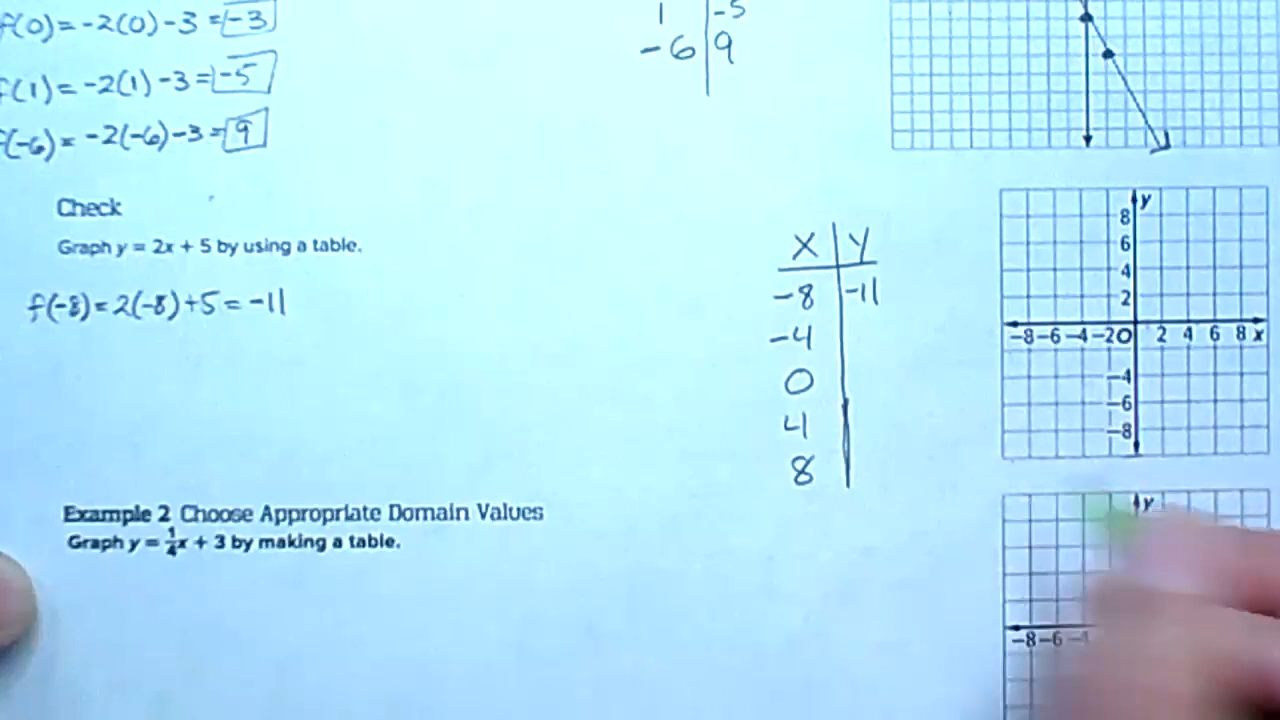 f(0) = -2(0) - 3 = -3
f(1) = -2(1) - 3 = -5
f(-6) = -2(-6) - 3 = 9
1 -5
-6 9
Check
Graph y = 2x + 5 by using a table.
f(-8) = 2(-8) + 5 = -11
X Y
-8 -11
-4
0
4
8
y
8
6
4
2
-8 -6 -4 -2 O 2 4 6 8 x
-4
-6
-8
Example 2 Choose Appropriate Domain Values
Graph y = 1/4x + 3 by making a table.
y
-8 -6 -4